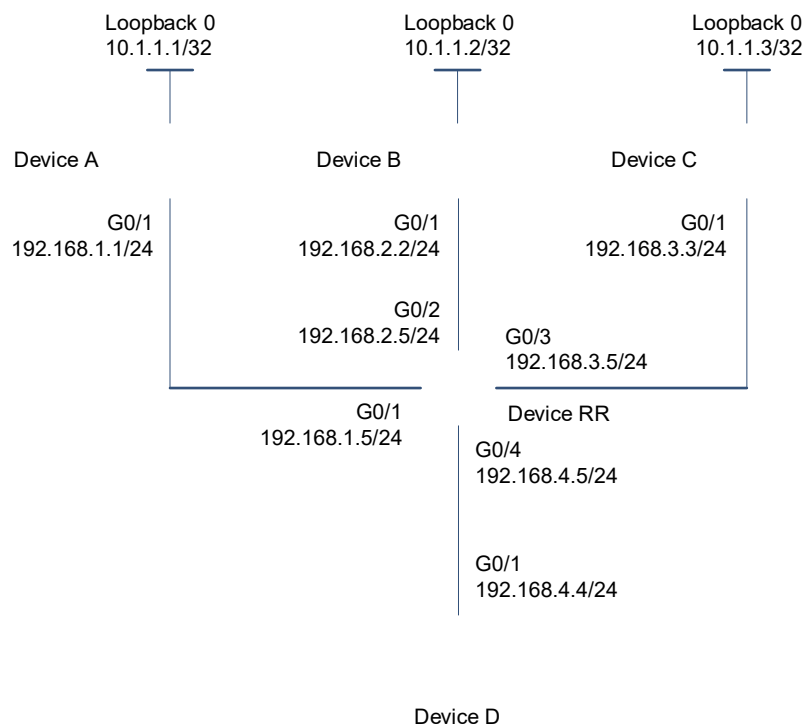 Loopback 0
10.1.1.1/32
Loopback 0
10.1.1.2/32
Loopback 0
10.1.1.3/32
Device A
Device B
Device C
G0/1
192.168.1.1/24
G0/1
192.168.2.2/24
G0/1
192.168.3.3/24
G0/2
192.168.2.5/24
G0/3
192.168.3.5/24
G0/1
192.168.1.5/24
Device RR
G0/4
192.168.4.5/24
G0/1
192.168.4.4/24
Device D